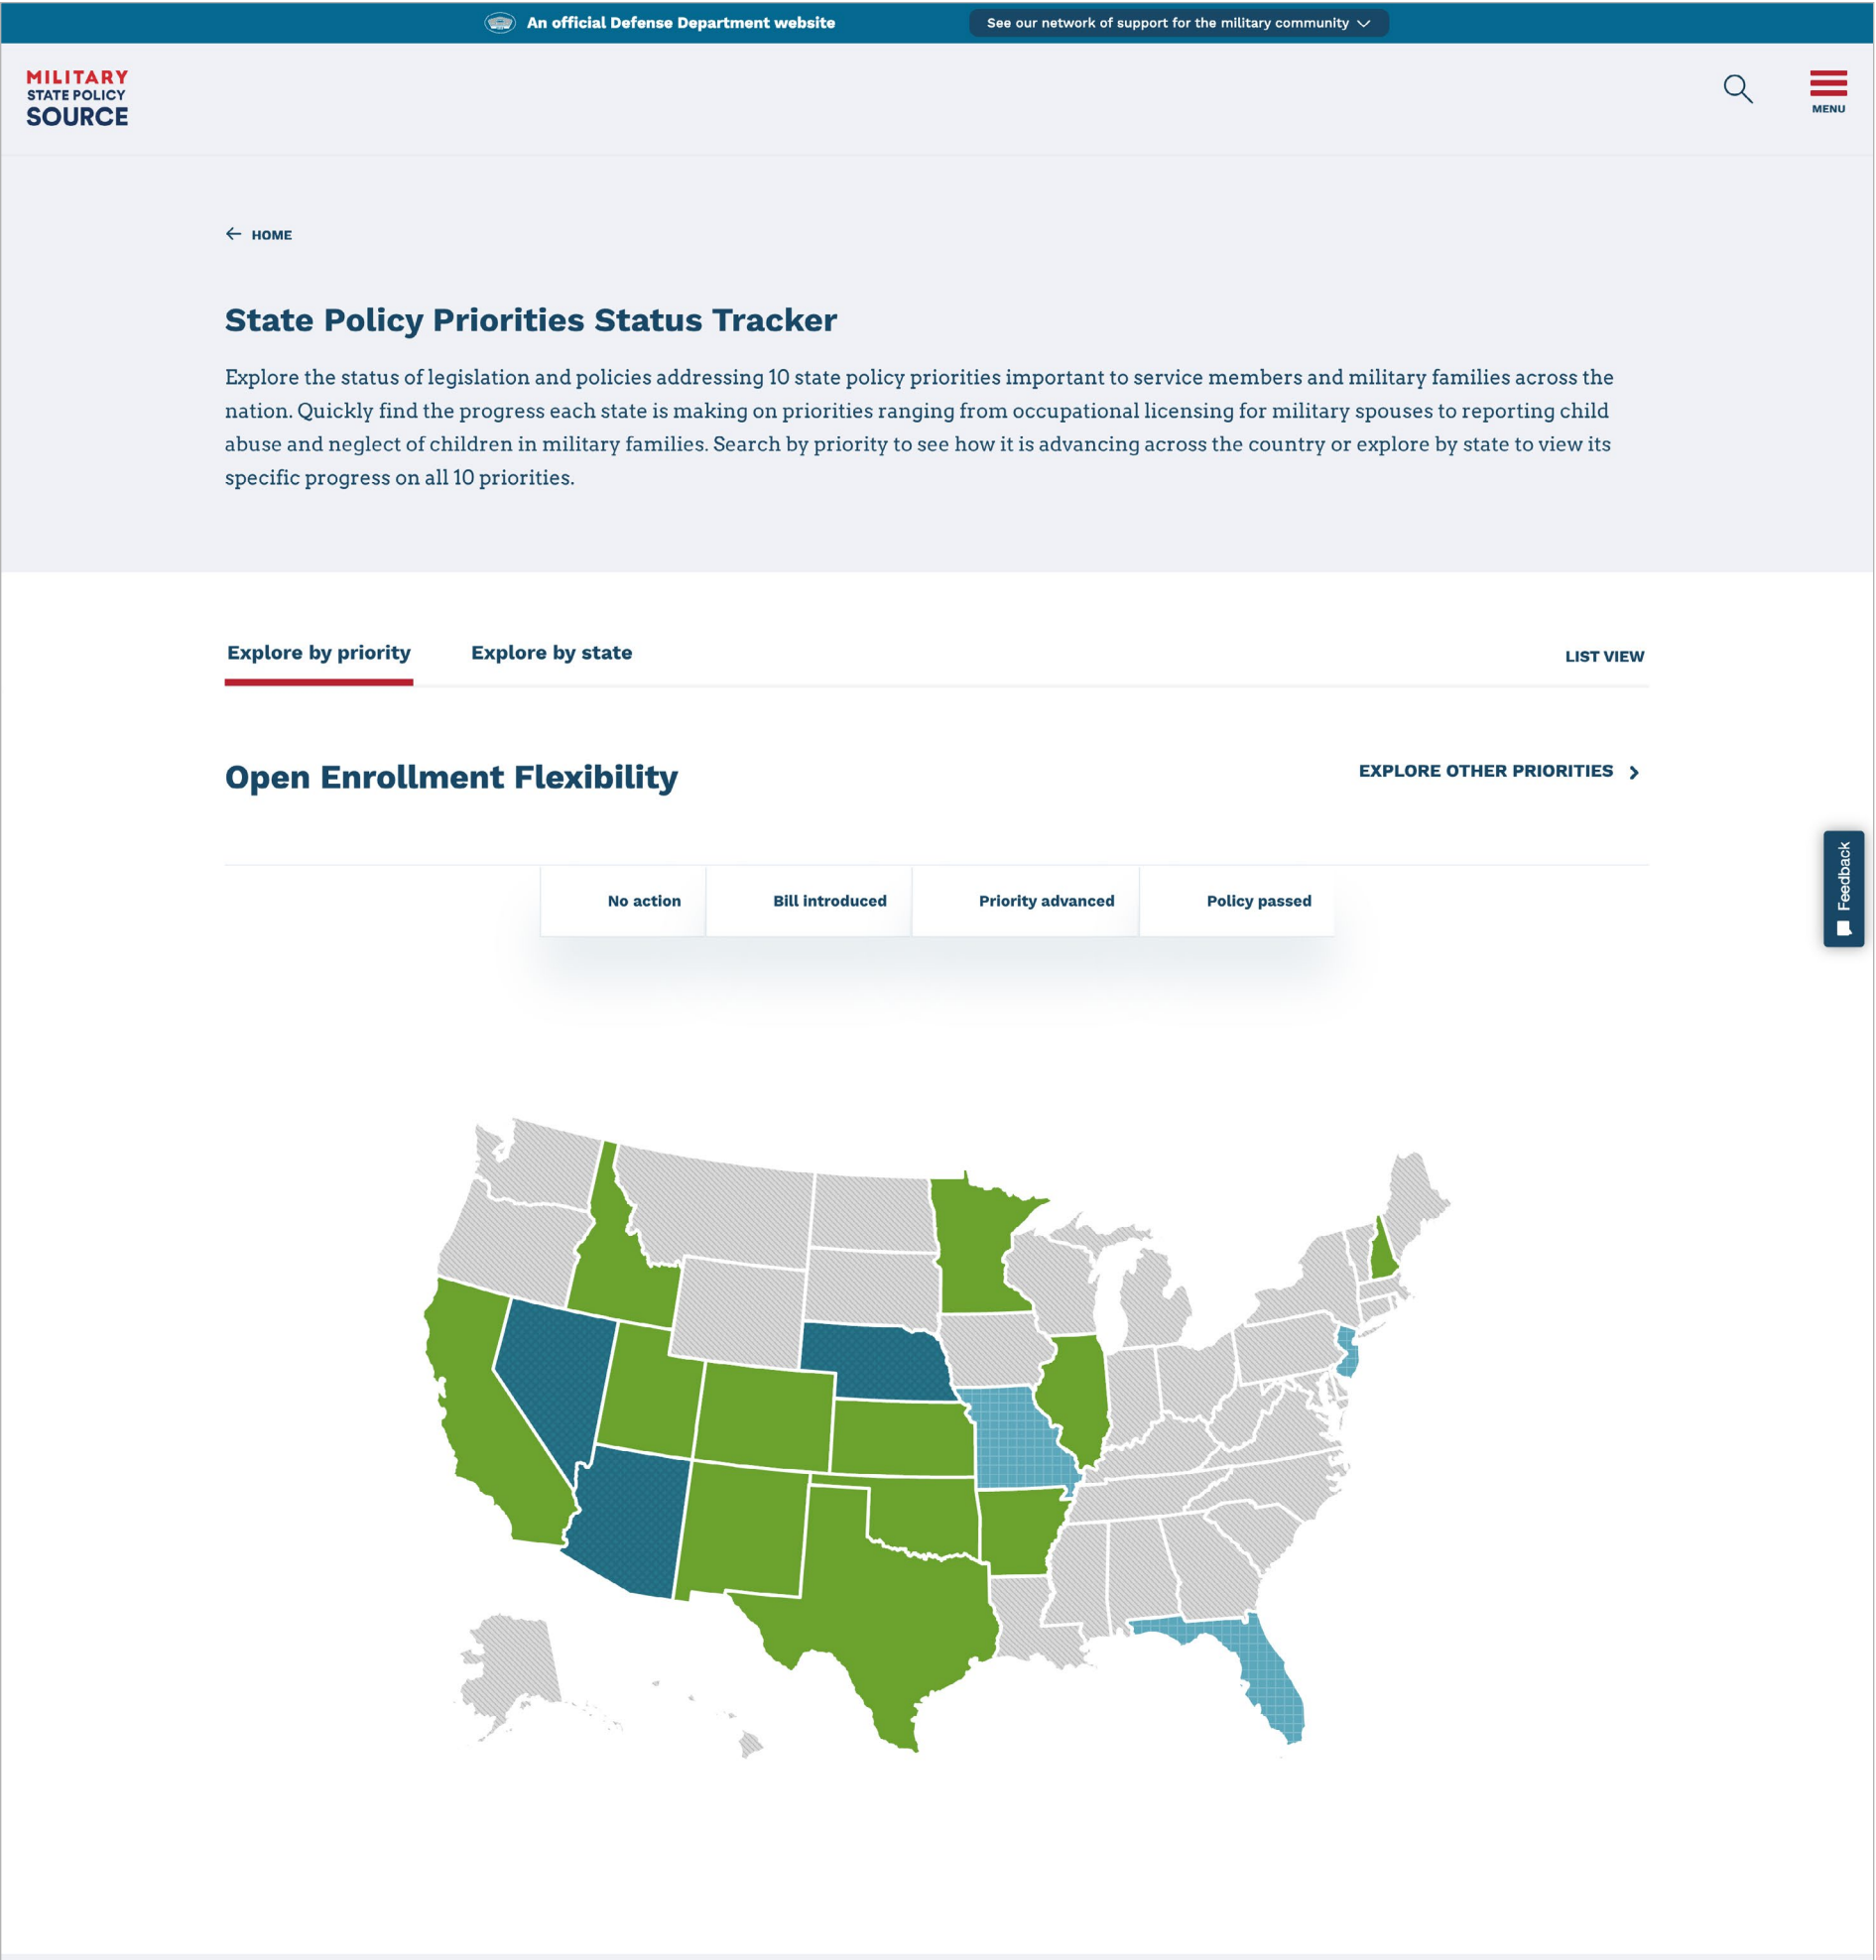 An official Defense Department website
See our network of support for the military community
MILITARY
STATE POLICY
SOURCE
MENU
HOME
State Policy Priorities Status Tracker
Explore the status of legislation and policies addressing 10 state policy priorities important to service members and military families across the
nation. Quickly find the progress each state is making on priorities ranging from occupational licensing for military spouses to reporting child
abuse and neglect of children in military families. Search by priority to see how it is advancing across the country or explore by state to view its
specific progress on all 10 priorities.
Explore by priority
Explore by state
LIST VIEW
Open Enrollment Flexibility
EXPLORE OTHER PRIORITIES
Feedback
No action
Bill introduced
Priority advanced
Policy passed